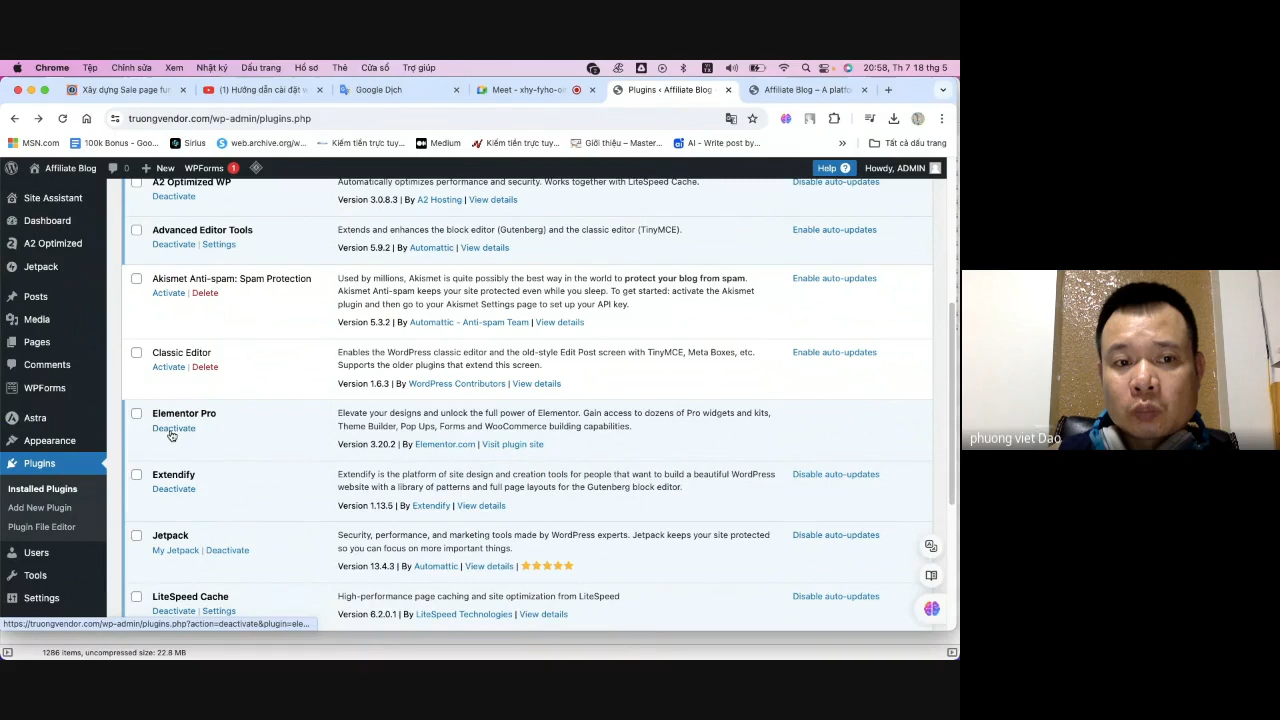 Chrome Tệp Chỉnh sửa Xem Nhật ký Dấu trang Hồ sơ Thẻ Cửa sổ Trợ giúp 20:58, Th 7 18 thg 5
Xây dựng Sale page fu (1) Hướng dẫn cài đặt v Google Dịch Meet - xhy-fyho-o Plugins ‹ Affiliate Blog Affiliate Blog – A platfo
truongvendor.com/wp-admin/plugins.php
MSN.com 100k Bonus - Goo... Sirius web.archive.org/w... Kiếm tiền trực tuy... Medium Kiếm tiền trực tuy... Giới thiệu – Master... AI - Write post by... Tất cả dấu trang
Affiliate Blog 0 New WPForms 1 Help Howdy, ADMIN
Site Assistant
Dashboard
A2 Optimized
Jetpack
Posts
Media
Pages
Comments
WPForms
Astra
Appearance
Plugins
Installed Plugins
Add New Plugin
Plugin File Editor
Users
Tools
Settings
A2 Optimized WP Automatically optimizes performance and security. Works together with LiteSpeed Cache. Disable auto-updates
Deactivate Version 3.0.8.3 | By A2 Hosting | View details
Advanced Editor Tools Extends and enhances the block editor (Gutenberg) and the classic editor (TinyMCE). Enable auto-updates
Deactivate | Settings Version 5.9.2 | By Automattic | View details
Akismet Anti-spam: Spam Protection Used by millions, Akismet is quite possibly the best way in the world to protect your blog from spam. Enable auto-updates
Activate | Delete Akismet Anti-spam keeps your site protected even while you sleep. To get started: activate the Akismet
plugin and then go to your Akismet Settings page to set up your API key.
Version 5.3.2 | By Automattic - Anti-spam Team | View details
Classic Editor Enables the WordPress classic editor and the old-style Edit Post screen with TinyMCE, Meta Boxes, etc. Enable auto-updates
Activate | Delete Supports the older plugins that extend this screen.
Version 1.6.3 | By WordPress Contributors | View details
Elementor Pro Elevate your designs and unlock the full power of Elementor. Gain access to dozens of Pro widgets and kits,
Deactivate Theme Builder, Pop Ups, Forms and WooCommerce building capabilities.
Version 3.20.2 | By Elementor.com | Visit plugin site
Extendify Extendify is the platform of site design and creation tools for people that want to build a beautiful WordPress Disable auto-updates
Deactivate website with a library of patterns and full page layouts for the Gutenberg block editor.
Version 1.13.5 | By Extendify | View details
Jetpack Security, performance, and marketing tools made by WordPress experts. Jetpack keeps your site protected Disable auto-updates
My Jetpack | Deactivate so you can focus on more important things.
Version 13.4.3 | By Automattic | View details |
LiteSpeed Cache High-performance page caching and site optimization from LiteSpeed Disable auto-updates
Deactivate | Settings Version 6.2.0.1 | By LiteSpeed Technologies | View details
https://truongvendor.com/wp-admin/plugins.php?action=deactivate&plugin=ele...
1286 items, uncompressed size: 22.8 MB
phuong viet Dao